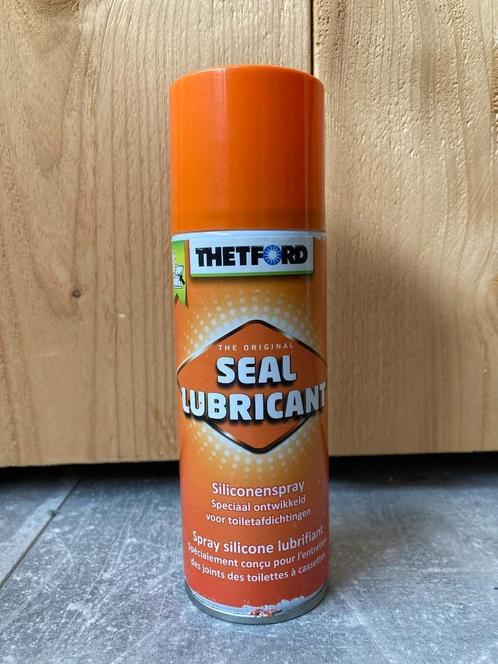 THETFORD
THE ORIGINAL
SEAL
LUBRICANT
Siliconenspray
Speciaal ontwikkeld
voor toiletafdichtingen
Spray silicone lubrifiant
Spécialement conçu pour l'entretien
des joints des toilettes à cassettes